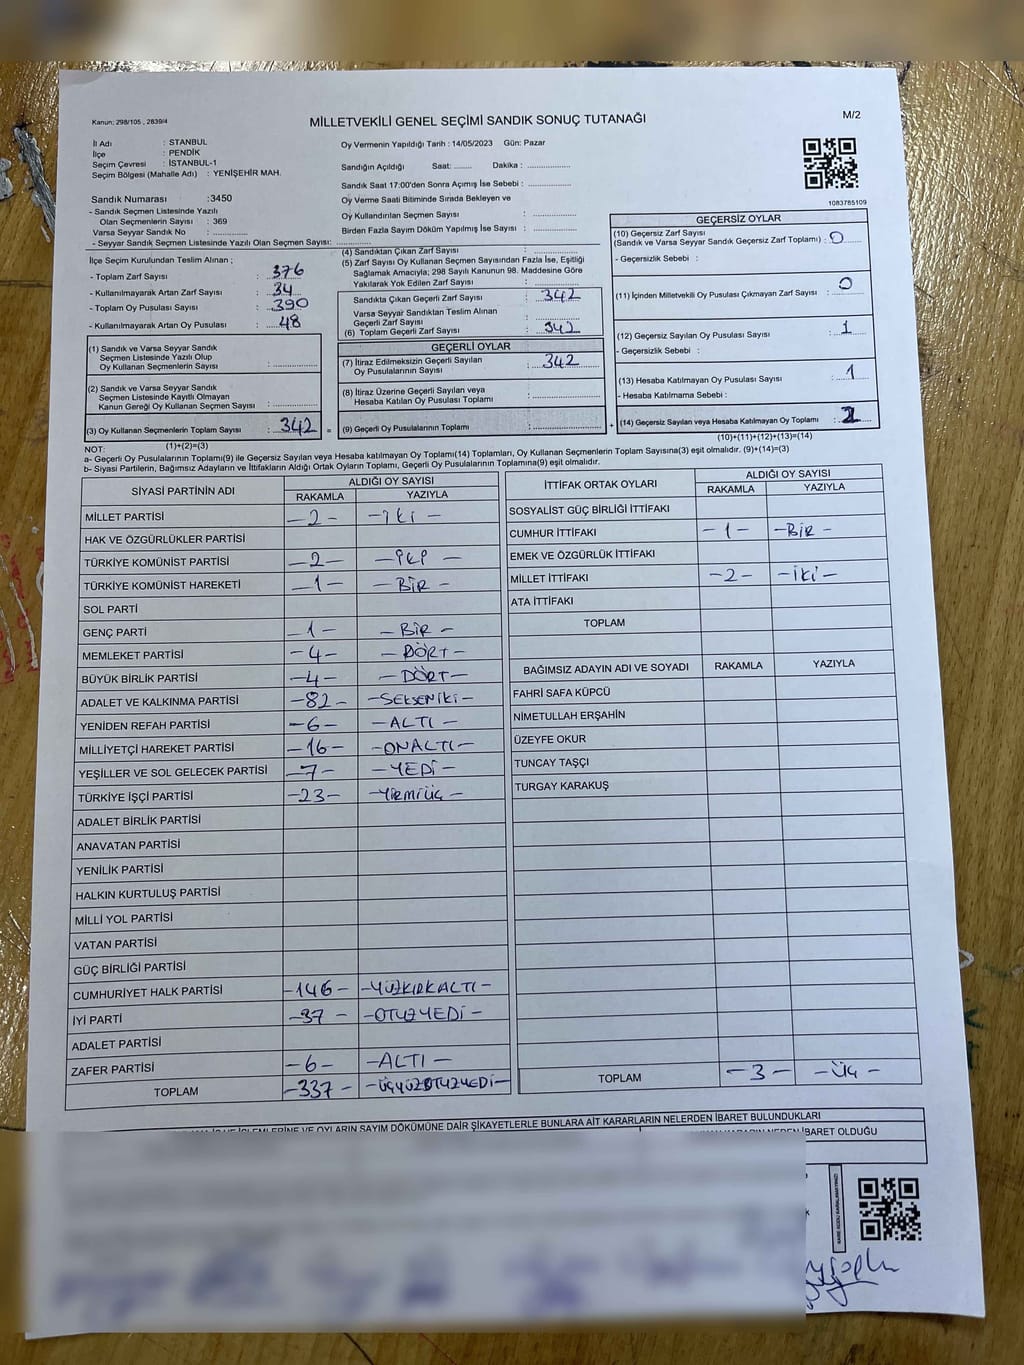 Kanun: 298/105 , 2839/4
MİLLETVEKİLİ GENEL SEÇİMİ SANDIK SONUÇ TUTANAĞI
M/2
İl Adı : STANBUL
İlçe : PENDİK
Seçim Çevresi : İSTANBUL-1
Seçim Bölgesi (Mahalle Adı) : YENİŞEHİR MAH.
Sandık Numarası :3450
- Sandık Seçmen Listesinde Yazılı
Olan Seçmenlerin Sayısı : 369
Varsa Seyyar Sandık No :
- Seyyar Sandık Seçmen Listesinde Yazılı Olan Seçmen Sayısı:
İlçe Seçim Kurulundan Teslim Alınan ;
- Toplam Zarf Sayısı : 376
- Kullanılmayarak Artan Zarf Sayısı : 34
- Toplam Oy Pusulası Sayısı : 390
- Kullanılmayarak Artan Oy Pusulası : 48
(1) Sandık ve Varsa Seyyar Sandık
Seçmen Listesinde Yazılı Olup
Oy Kullanan Seçmenlerin Sayısı :
(2) Sandık ve Varsa Seyyar Sandık
Seçmen Listesinde Kayıtlı Olmayan
Kanun Gereği Oy Kullanan Seçmen Sayısı :
(3) Oy Kullanan Seçmenlerin Toplam Sayısı : 342
(1)+(2)=(3)
Oy Vermenin Yapıldığı Tarih : 14/05/2023 Gün: Pazar
Sandığın Açıldığı Saat: Dakika :
Sandık Saat 17:00'den Sonra Açımış İse Sebebi :
Oy Verme Saati Bitiminde Sırada Bekleyen ve
Oy Kullandırılan Seçmen Sayısı :
Birden Fazla Sayım Döküm Yapılmış İse Sayısı :
(4) Sandıktan Çıkan Zarf Sayısı :
(5) Zarf Sayısı Oy Kullanan Seçmen Sayısından Fazla İse, Eşitliği
Sağlamak Amacıyla; 298 Sayılı Kanunun 98. Maddesine Göre
Yakılarak Yok Edilen Zarf Sayısı :
Sandıkta Çıkan Geçerli Zarf Sayısı : 342
Varsa Seyyar Sandıktan Teslim Alınan
Geçerli Zarf Sayısı :
(6) Toplam Geçerli Zarf Sayısı : 342
GEÇERLİ OYLAR
(7) İtiraz Edilmeksizin Geçerli Sayılan
Oy Pusulalarının Sayısı : 342
(8) İtiraz Üzerine Geçerli Sayılan veya
Hesaba Katılan Oy Pusulası Toplamı :
= (9) Geçerli Oy Pusulalarının Toplamı : +
1083785109
GEÇERSİZ OYLAR
(10) Geçersiz Zarf Sayısı
(Sandık ve Varsa Seyyar Sandık Geçersiz Zarf Toplamı) : 0
- Geçersizlik Sebebi :
(11) İçinden Milletvekili Oy Pusulası Çıkmayan Zarf Sayısı : 0
(12) Geçersiz Sayılan Oy Pusulası Sayısı : 1
- Geçersizlik Sebebi :
(13) Hesaba Katılmayan Oy Pusulası Sayısı : 1
- Hesaba Katılmama Sebebi :
(14) Geçersiz Sayılan veya Hesaba Katılmayan Oy Toplamı : 2
(10)+(11)+(12)+(13)=(14)
NOT:
a- Geçerli Oy Pusulalarının Toplamı(9) ile Geçersiz Sayılan veya Hesaba katılmayan Oy Toplamı(14) Toplamları, Oy Kullanan Seçmenlerin Toplam Sayısına(3) eşit olmalıdır. (9)+(14)=(3)
b- Siyasi Partilerin, Bağımsız Adayların ve İttifakların Aldığı Ortak Oyların Toplamı, Geçerli Oy Pusulalarının Toplamına(9) eşit olmalıdır.
SİYASİ PARTİNİN ADI ALDIĞI OY SAYISI
RAKAMLA YAZIYLA
MİLLET PARTİSİ -2- -İKİ-
HAK VE ÖZGÜRLÜKLER PARTİSİ
TÜRKİYE KOMÜNİST PARTİSİ -2- -İKİ-
TÜRKİYE KOMÜNİST HAREKETİ -1- -BİR-
SOL PARTİ
GENÇ PARTİ -1- -BİR-
MEMLEKET PARTİSİ -4- -DÖRT-
BÜYÜK BİRLİK PARTİSİ -4- -DÖRT-
ADALET VE KALKINMA PARTİSİ -82- -SEKSENİKİ-
YENİDEN REFAH PARTİSİ -6- -ALTI-
MİLLİYETÇİ HAREKET PARTİSİ -16- -ONALTI-
YEŞİLLER VE SOL GELECEK PARTİSİ -7- -YEDİ-
TÜRKİYE İŞÇİ PARTİSİ -23- -YİRMİÜÇ-
ADALET BİRLİK PARTİSİ
ANAVATAN PARTİSİ
YENİLİK PARTİSİ
HALKIN KURTULUŞ PARTİSİ
MİLLİ YOL PARTİSİ
VATAN PARTİSİ
GÜÇ BİRLİĞİ PARTİSİ
CUMHURİYET HALK PARTİSİ -146- -YÜZKIRKALTI-
İYİ PARTİ -37- -OTUZYEDİ-
ADALET PARTİSİ
ZAFER PARTİSİ -6- -ALTI-
TOPLAM -337- -ÜÇYÜZOTUZYEDİ-
İTTİFAK ORTAK OYLARI ALDIĞI OY SAYISI
RAKAMLA YAZIYLA
SOSYALİST GÜÇ BİRLİĞİ İTTİFAKI
CUMHUR İTTİFAKI -1- -BİR-
EMEK VE ÖZGÜRLÜK İTTİFAKI
MİLLET İTTİFAKI -2- -İKİ-
ATA İTTİFAKI
TOPLAM
BAĞIMSIZ ADAYIN ADI VE SOYADI RAKAMLA YAZIYLA
FAHRİ SAFA KÜPCÜ
NİMETULLAH ERŞAHİN
ÜZEYFE OKUR
TUNCAY TAŞÇI
TURGAY KARAKUŞ
TOPLAM -3- -ÜÇ-
İŞLEMLERİNE VE OYLARIN SAYIM DÖKÜMÜNE DAİR ŞİKAYETLERLE BUNLARA AİT KARARLARIN NELERDEN İBARET BULUNDUKLARI
KARARIN NEDEN İBARET OLDUĞU